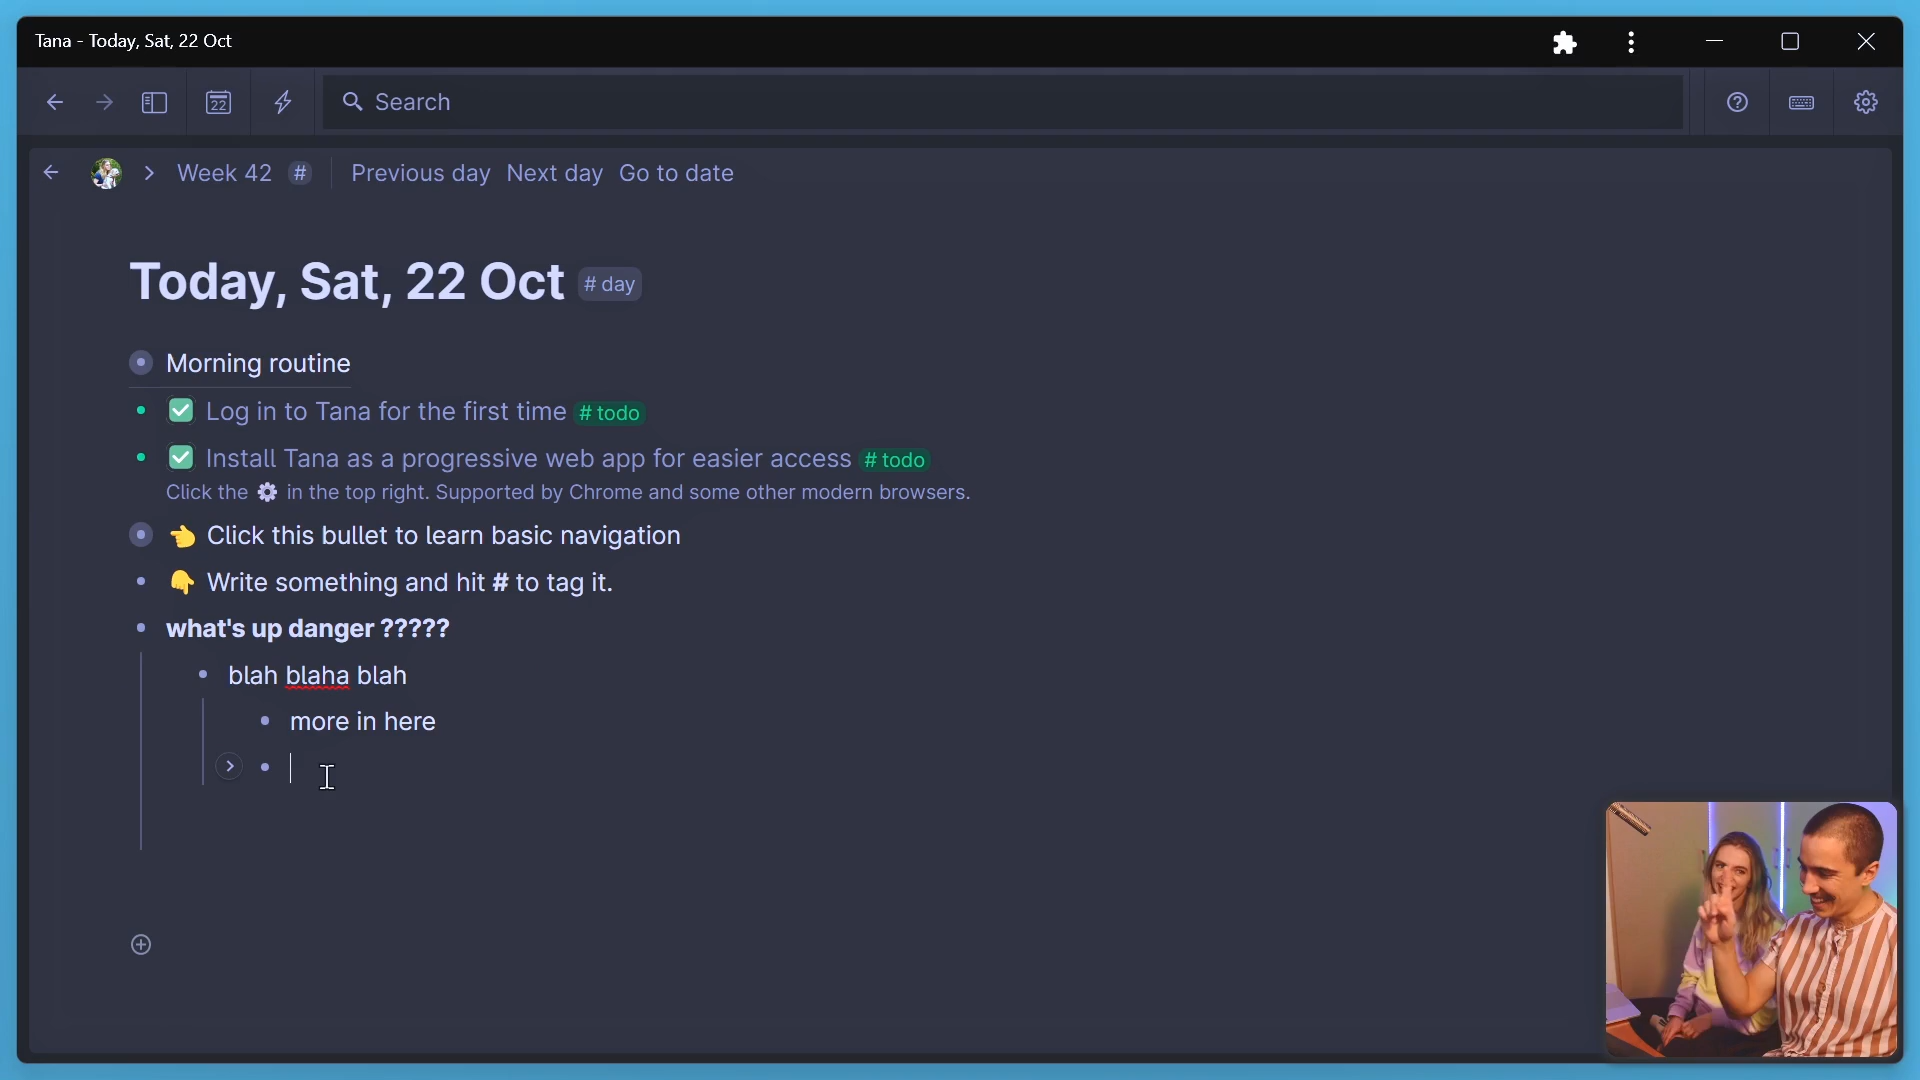 Tana - Today, Sat, 22 Oct
22
Search
Week 42 # Previous day Next day Go to date
Today, Sat, 22 Oct # day
Morning routine
Log in to Tana for the first time # todo
Install Tana as a progressive web app for easier access # todo
Click the in the top right. Supported by Chrome and some other modern browsers.
Click this bullet to learn basic navigation
Write something and hit # to tag it.
what's up danger ?????
blah blaha blah
more in here